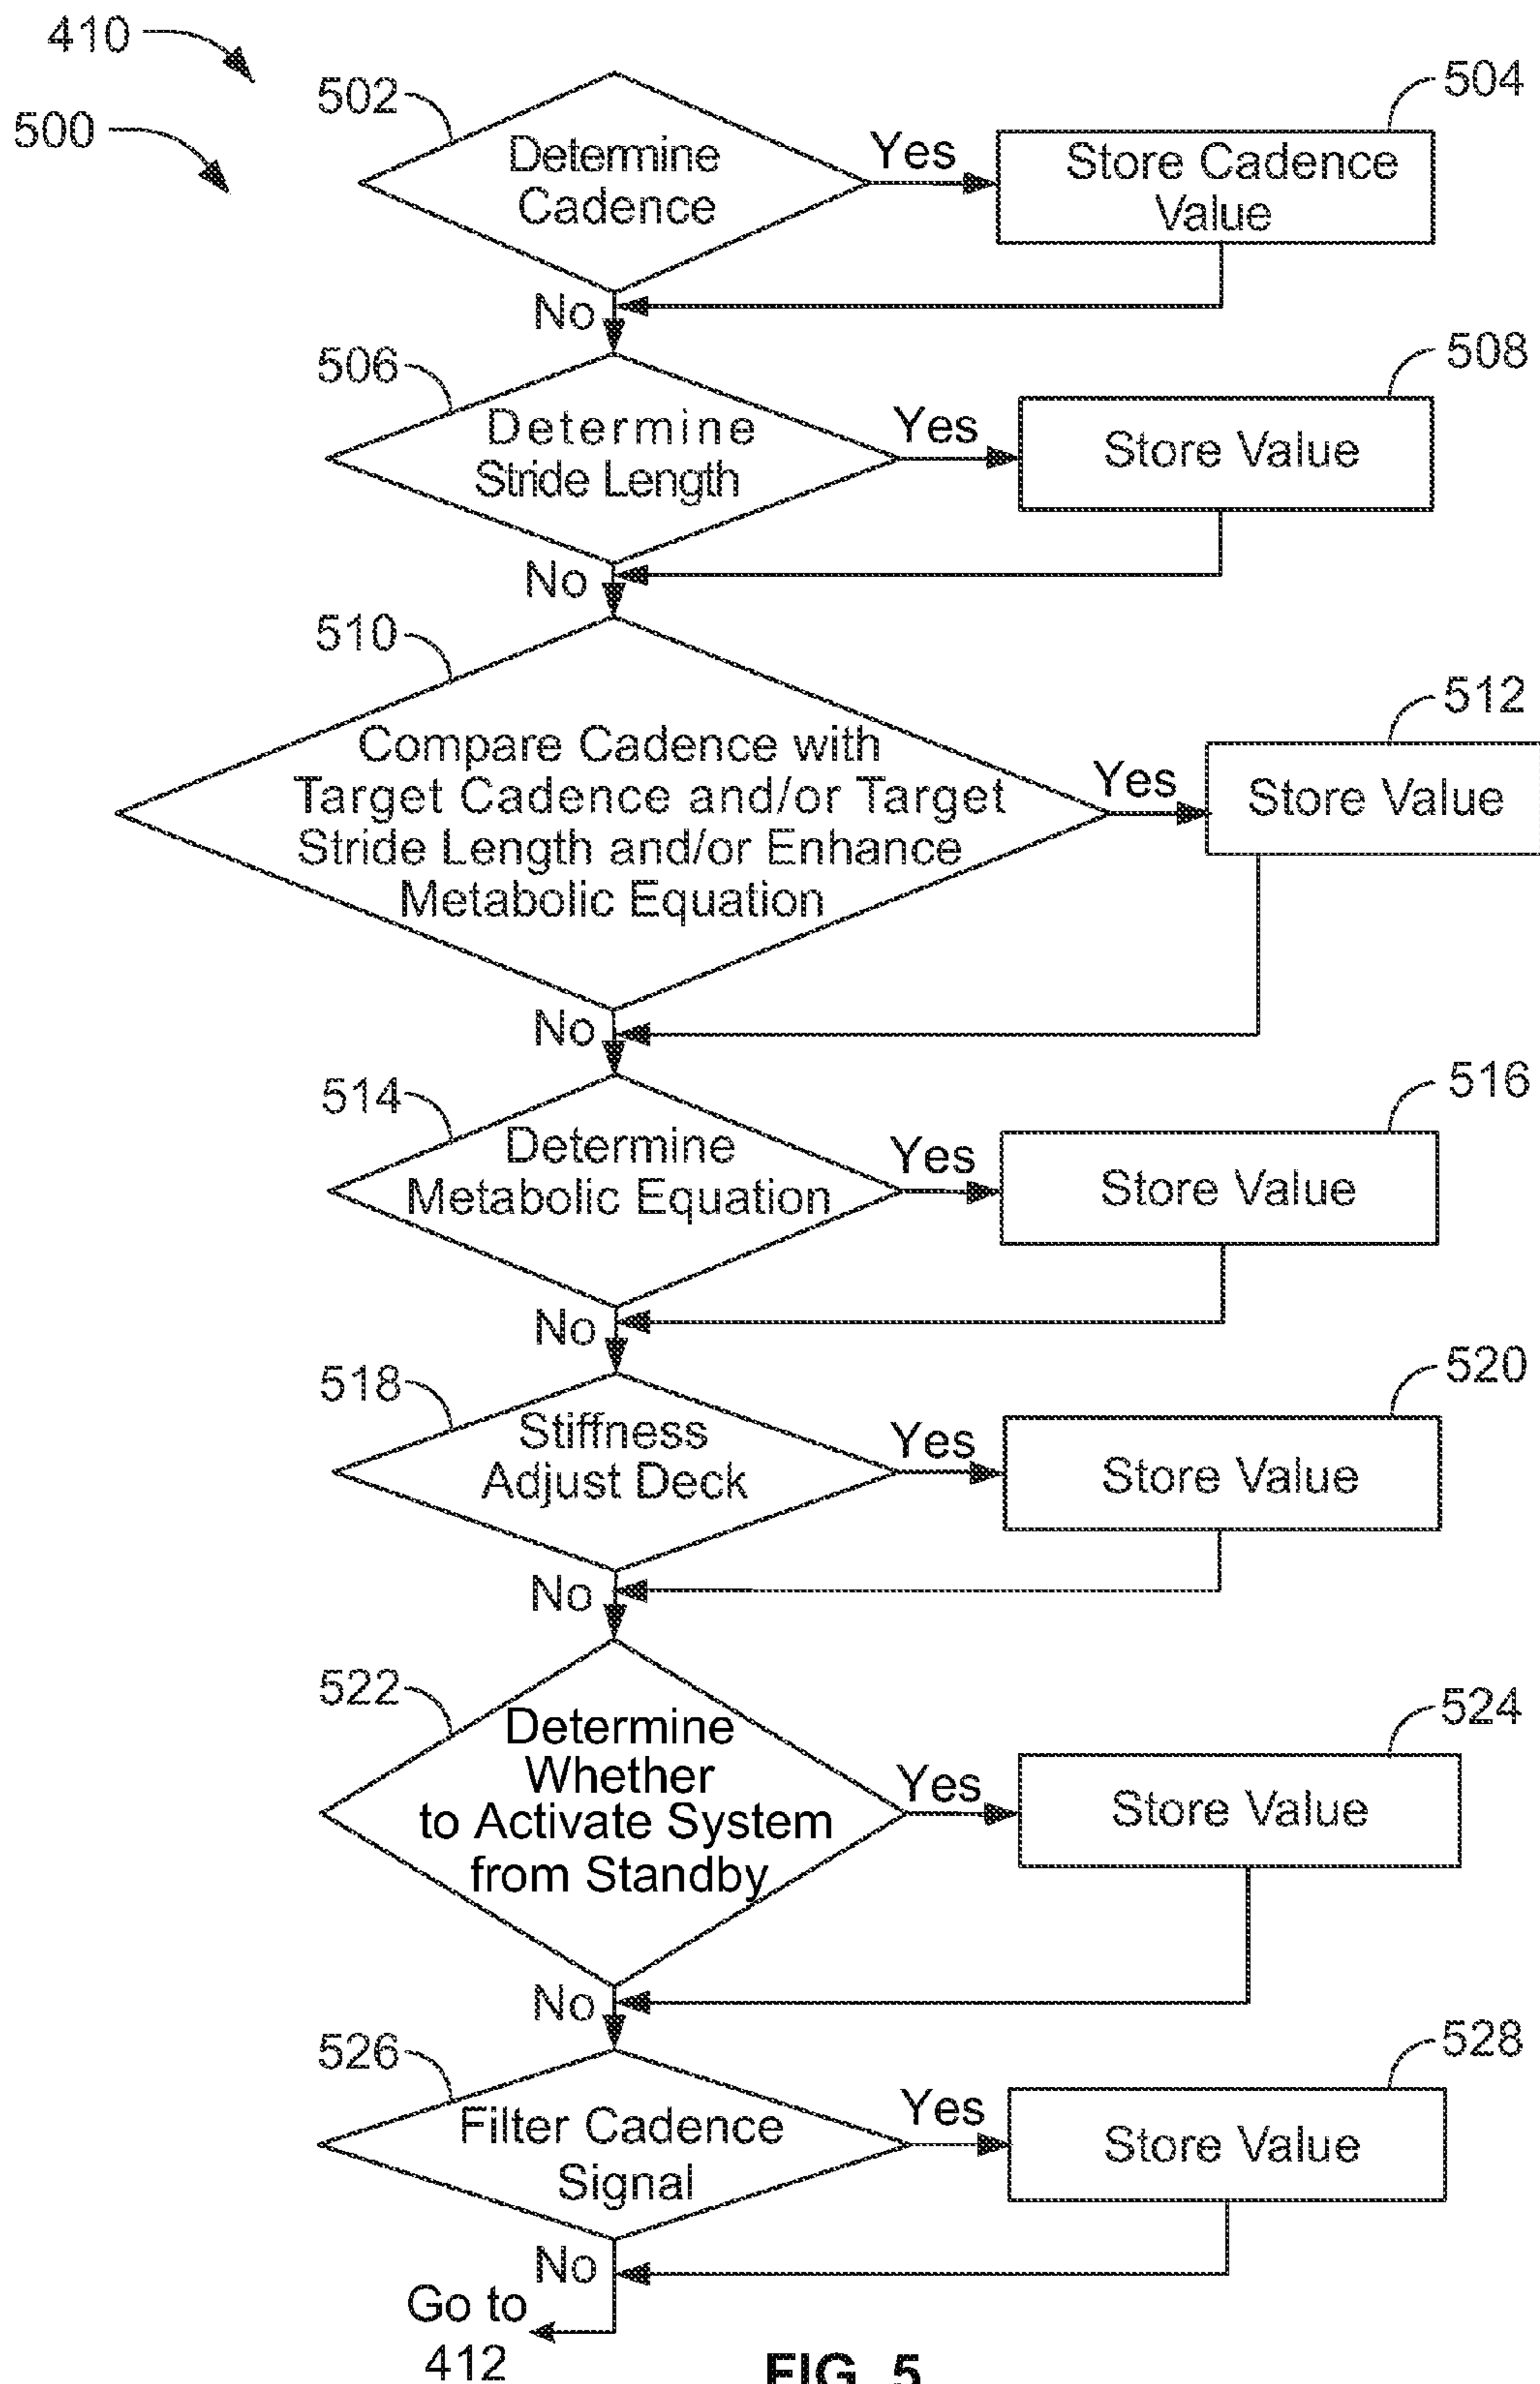 410
500
502
504
Determine
Cadence
Yes
Store Cadence
Value
No
506
508
Determine
Stride Length
Yes
Store Value
No
510
512
Compare Cadence with
Target Cadence and/or Target
Stride Length and/or Enhance
Metabolic Equation
Yes
Store Value
No
514
516
Determine
Metabolic Equation
Yes
Store Value
No
518
520
Stiffness
Adjust Deck
Yes
Store Value
No
522
524
Determine
Whether
to Activate System
from Standby
Yes
Store Value
No
526
528
Filter Cadence
Signal
Yes
Store Value
No
Go to
412
FIG. 5